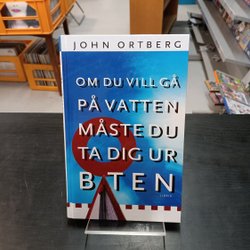 JOHN ORTBERG
OM DU VILL GÅ
PÅ VATTEN
MÅSTE DU
TA DIG UR
BÅTEN